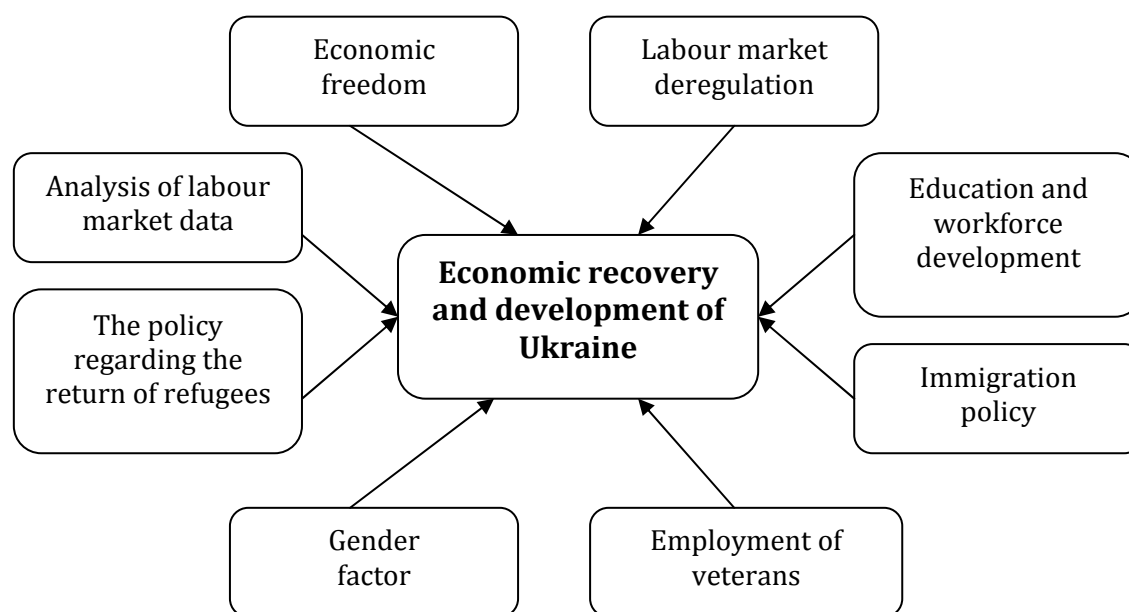 Economic
freedom
Labour market
deregulation
Analysis of labour
market data
Education and
workforce
development
Economic recovery
and development of
Ukraine
The policy
regarding the
return of refugees
Immigration
policy
Gender
factor
Employment of
veterans